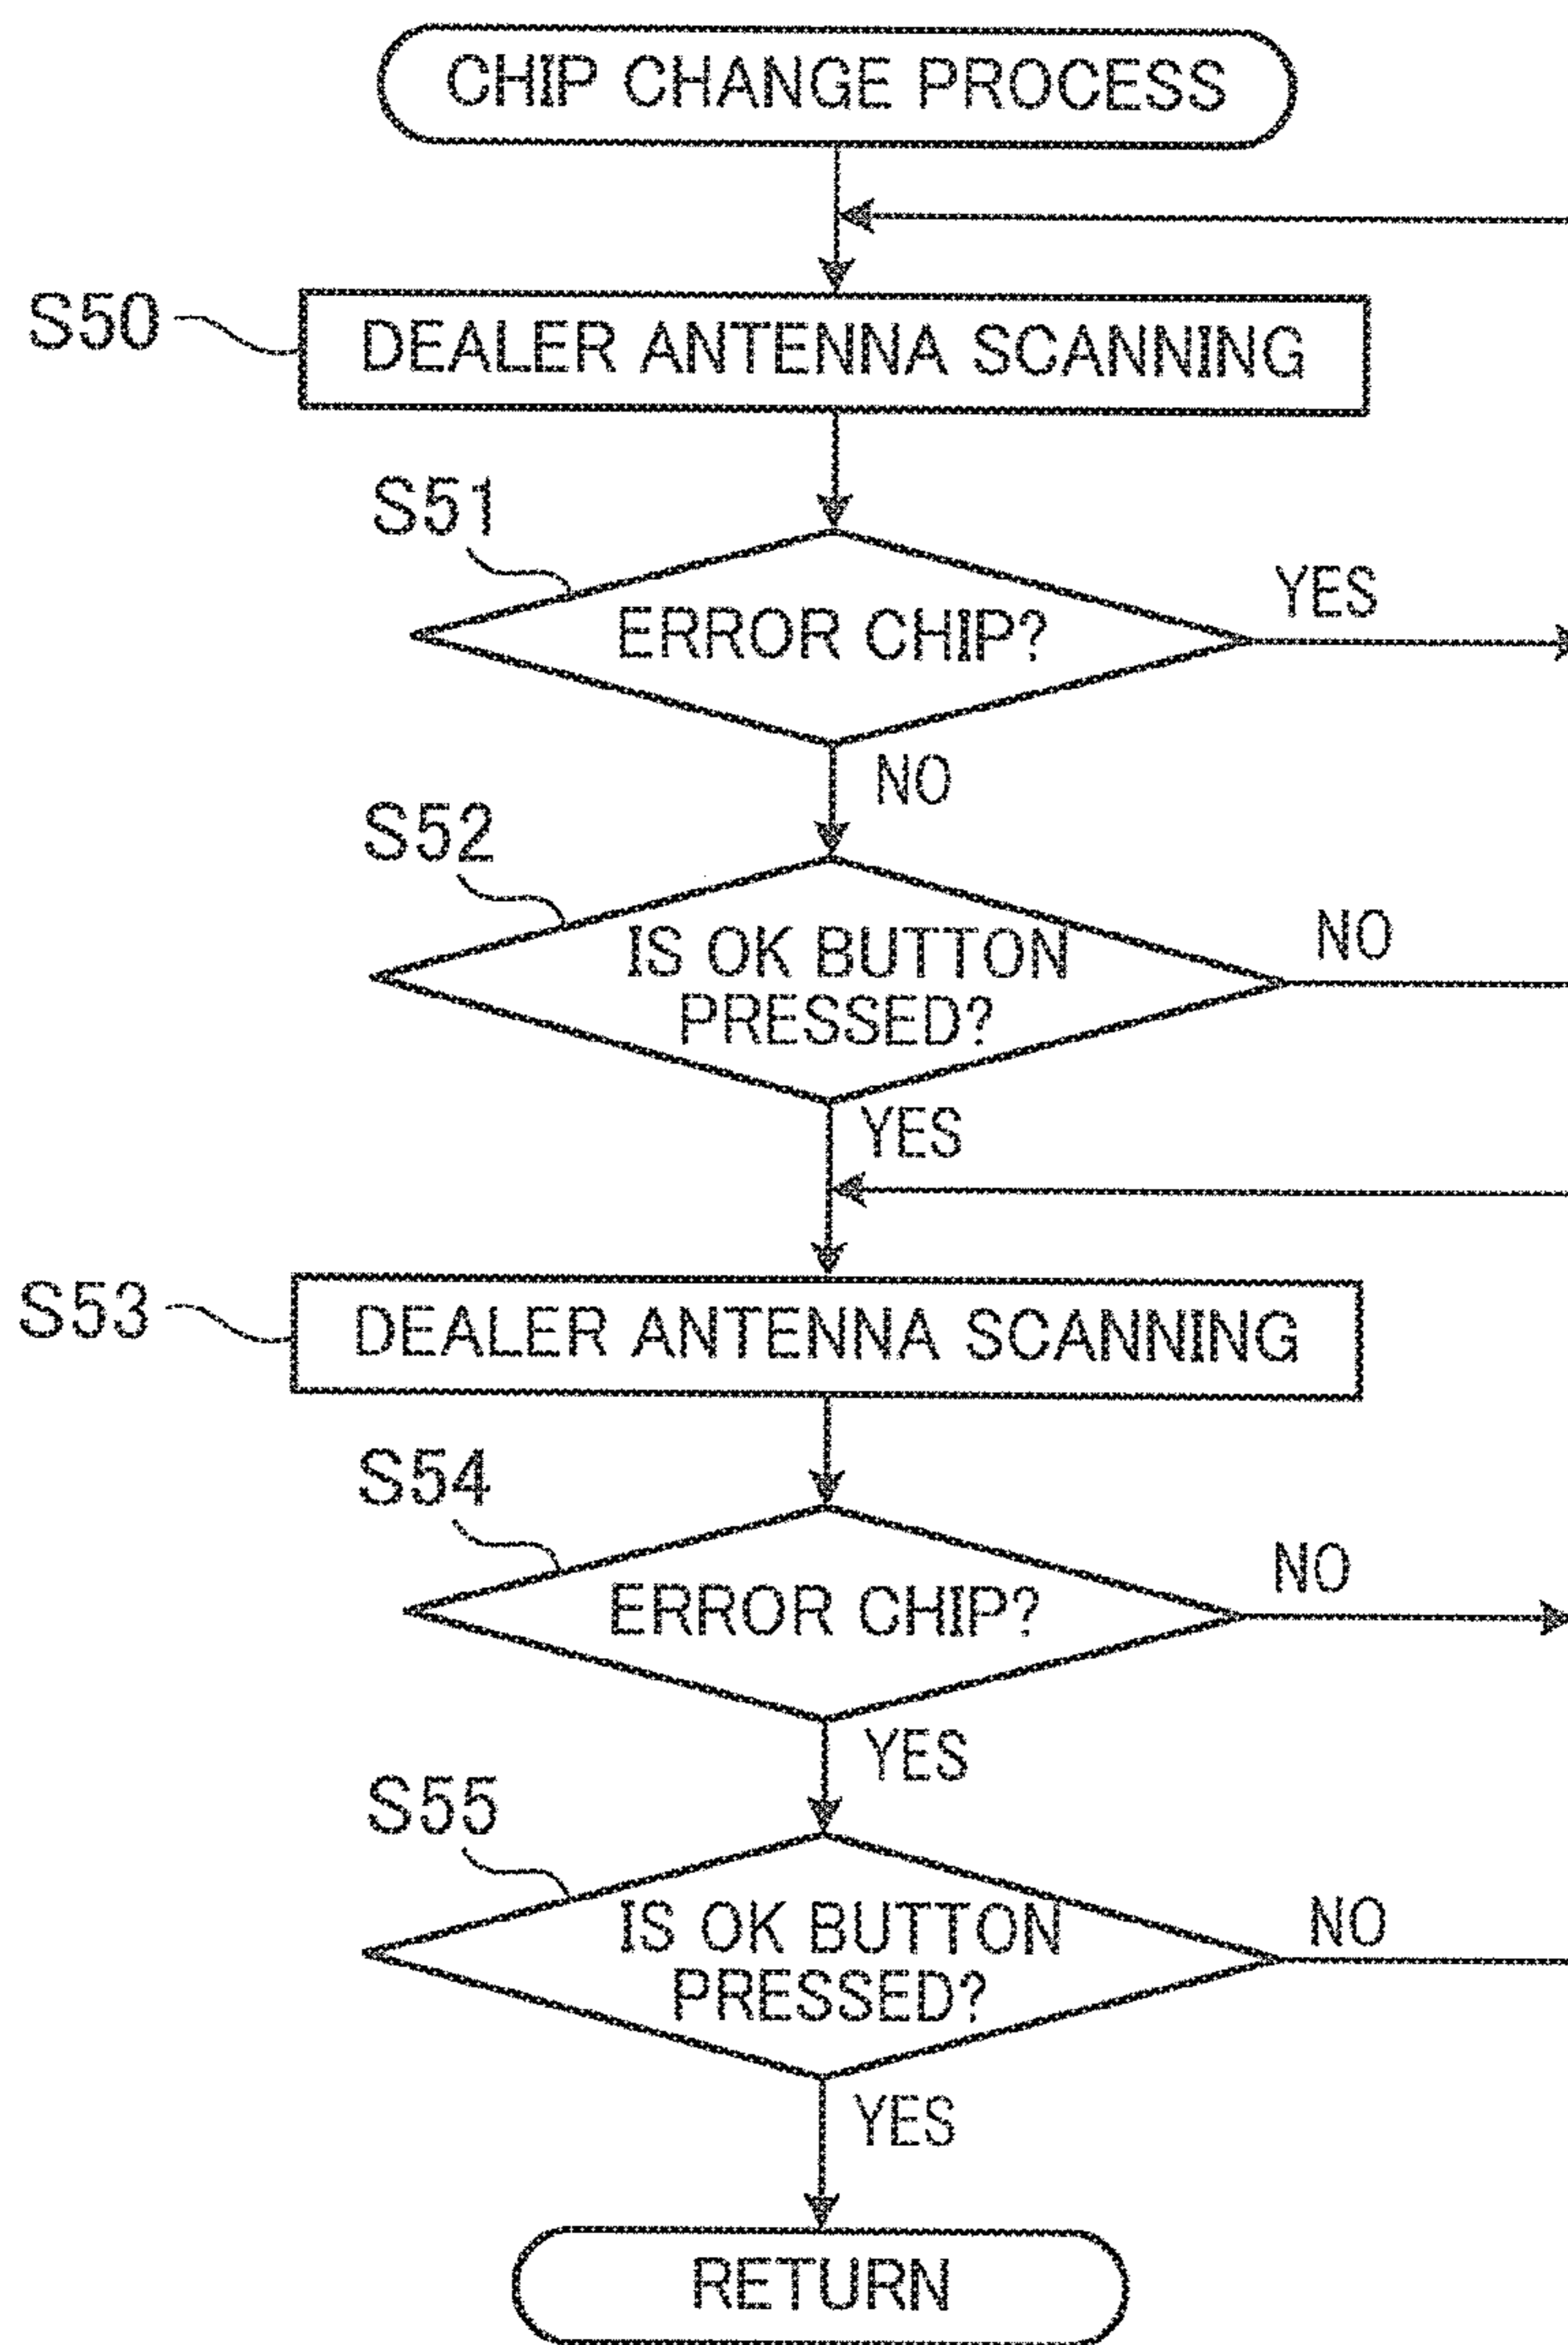 CHIP CHANGE PROCESS
S50
DEALER ANTENNA SCANNING
S51
ERROR CHIP?
YES
NO
S52
IS OK BUTTON
PRESSED?
NO
YES
S53
DEALER ANTENNA SCANNING
S54
ERROR CHIP?
NO
YES
S55
IS OK BUTTON
PRESSED?
NO
YES
RETURN